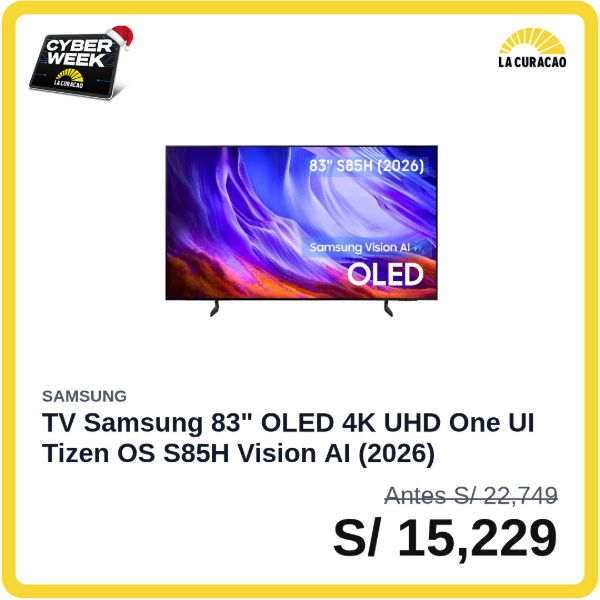 CYBER
WEEK
LA CURACAO
LA CURACAO
83" S85H (2026)
Samsung Vision AI
OLED
SAMSUNG
TV Samsung 83" OLED 4K UHD One UI
Tizen OS S85H Vision AI (2026)
Antes S/ 22,749
S/ 15,229